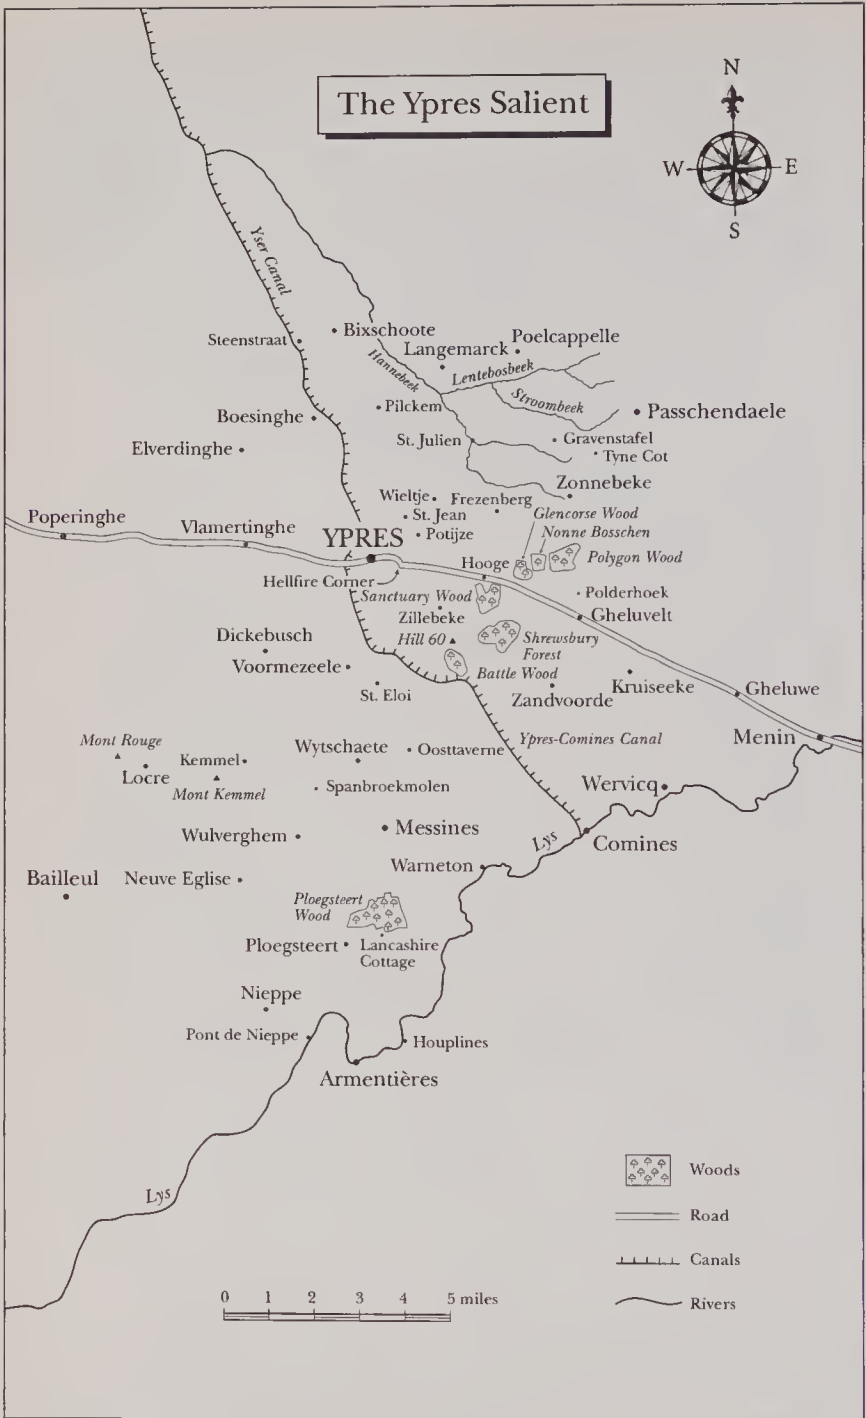 The Ypres Salient
N
W
E
S
Yser Canal
Bixschoote
Steenstraat
Poelcappelle
Langemarck
Hannebeek
Lentebosbeek
Stroombeek
Pilckem
Passchendaele
Boesinghe
St. Julien
Gravenstafel
Elverdinghe
Tyne Cot
Zonnebeke
Wieltje
Frezenberg
Glencorse Wood
Poperinghe
St. Jean
Vlamertinghe
Nonne Bosschen
YPRES
Potijze
Polygon Wood
Hooge
Hellfire Corner
Sanctuary Wood
Polderhoek
Zillebeke
Gheluvelt
Dickebusch
Hill 60
Shrewsbury
Forest
Voormezeele
Battle Wood
St. Eloi
Kruiseeke
Zandvoorde
Gheluwe
Mont Rouge
Wytschaete
Oosttaverne
Ypres-Comines Canal
Menin
Kemmel
Locre
Mont Kemmel
Spanbroekmolen
Wervicq
Wulverghem
Messines
Lys
Comines
Warneton
Bailleul
Neuve Eglise
Ploegsteert
Wood
Ploegsteert
Lancashire
Cottage
Nieppe
Pont de Nieppe
Houplines
Armentières
Lys
Woods
Road
Canals
Rivers
0 1 2 3 4 5 miles